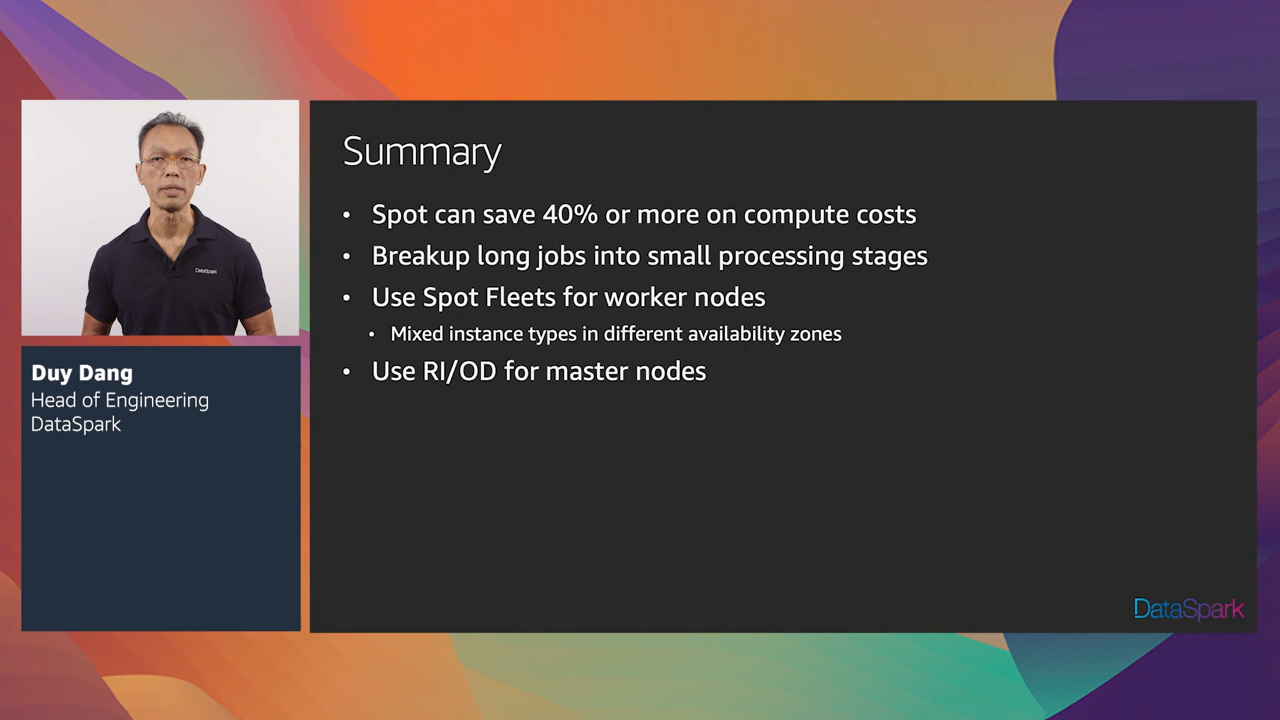 DataSpark
Duy Dang
Head of Engineering
DataSpark
Summary
• Spot can save 40% or more on compute costs
• Breakup long jobs into small processing stages
• Use Spot Fleets for worker nodes
• Mixed instance types in different availability zones
• Use RI/OD for master nodes
DataSpark